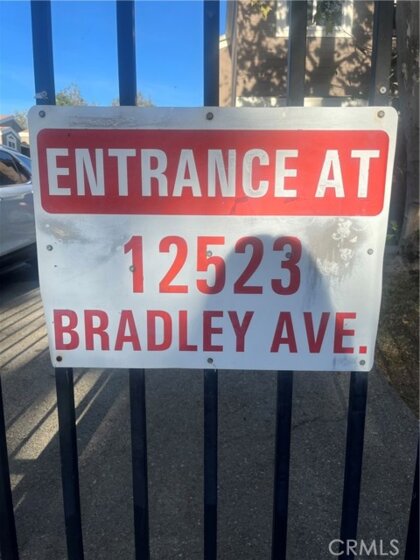 ENTRANCE AT
12523
BRADLEY AVE.
CRMLS